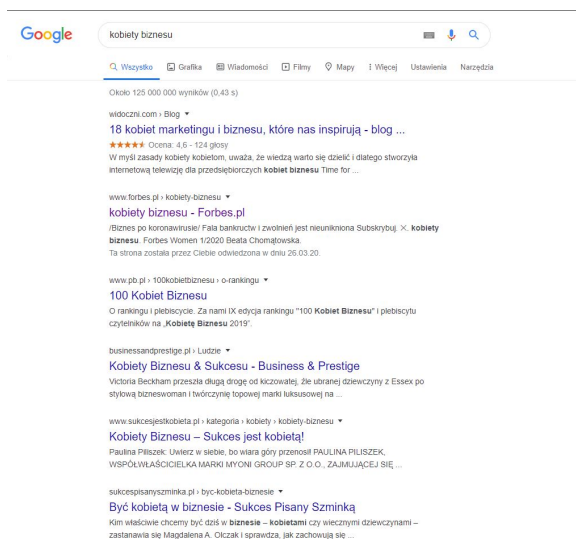 Google
kobiety biznesu
Wszystko Grafika Wiadomości Filmy Mapy Więcej Ustawienia Narzędzia
Około 125 000 000 wyników (0,43 s)
widoczni.com › Blog
18 kobiet marketingu i biznesu, które nas inspirują - blog ...
Ocena: 4,6 - 124 głosy
W myśl zasady kobiety kobietom, uważa, że wiedzą warto się dzielić i dlatego stworzyła
internetową telewizję dla przedsiębiorczych kobiet biznesu Time for ...
www.forbes.pl › kobiety-biznesu
kobiety biznesu - Forbes.pl
/Biznes po koronawirusie/ Fala bankructw i zwolnień jest nieunikniona Subskrybuj. ×. kobiety
biznesu. Forbes Women 1/2020 Beata Chomątowska.
Ta strona została przez Ciebie odwiedzona w dniu 26.03.20.
www.pb.pl › 100kobietbiznesu › o-rankingu
100 Kobiet Biznesu
O rankingu i plebiscycie. Za nami IX edycja rankingu "100 Kobiet Biznesu" i plebiscytu
czytelników na „Kobietę Biznesu 2019".
businessandprestige.pl › Ludzie
Kobiety Biznesu & Sukcesu - Business & Prestige
Victoria Beckham przeszła długą drogę od kiczowatej, źle ubranej dziewczyny z Essex po
stylową bizneswoman i twórczynię topowej marki luksusowej na ...
www.sukcesjestkobieta.pl › kategoria › kobiety › kobiety-biznesu
Kobiety Biznesu – Sukces jest kobietą!
Paulina Piliszek: Uwierz w siebie, bo wiara góry przenosi! PAULINA PILISZEK,
WSPÓŁWŁAŚCICIELKA MARKI MYONI GROUP SP. Z O.O., ZAJMUJĄCEJ SIĘ ...
sukcespisanyszminka.pl › byc-kobieta-biznesie
Być kobietą w biznesie - Sukces Pisany Szminką
Kim właściwie chcemy być dziś w biznesie – kobietami czy wiecznymi dziewczynami –
zastanawia się Magdalena A. Olczak i sprawdza, jak zachowują się ...